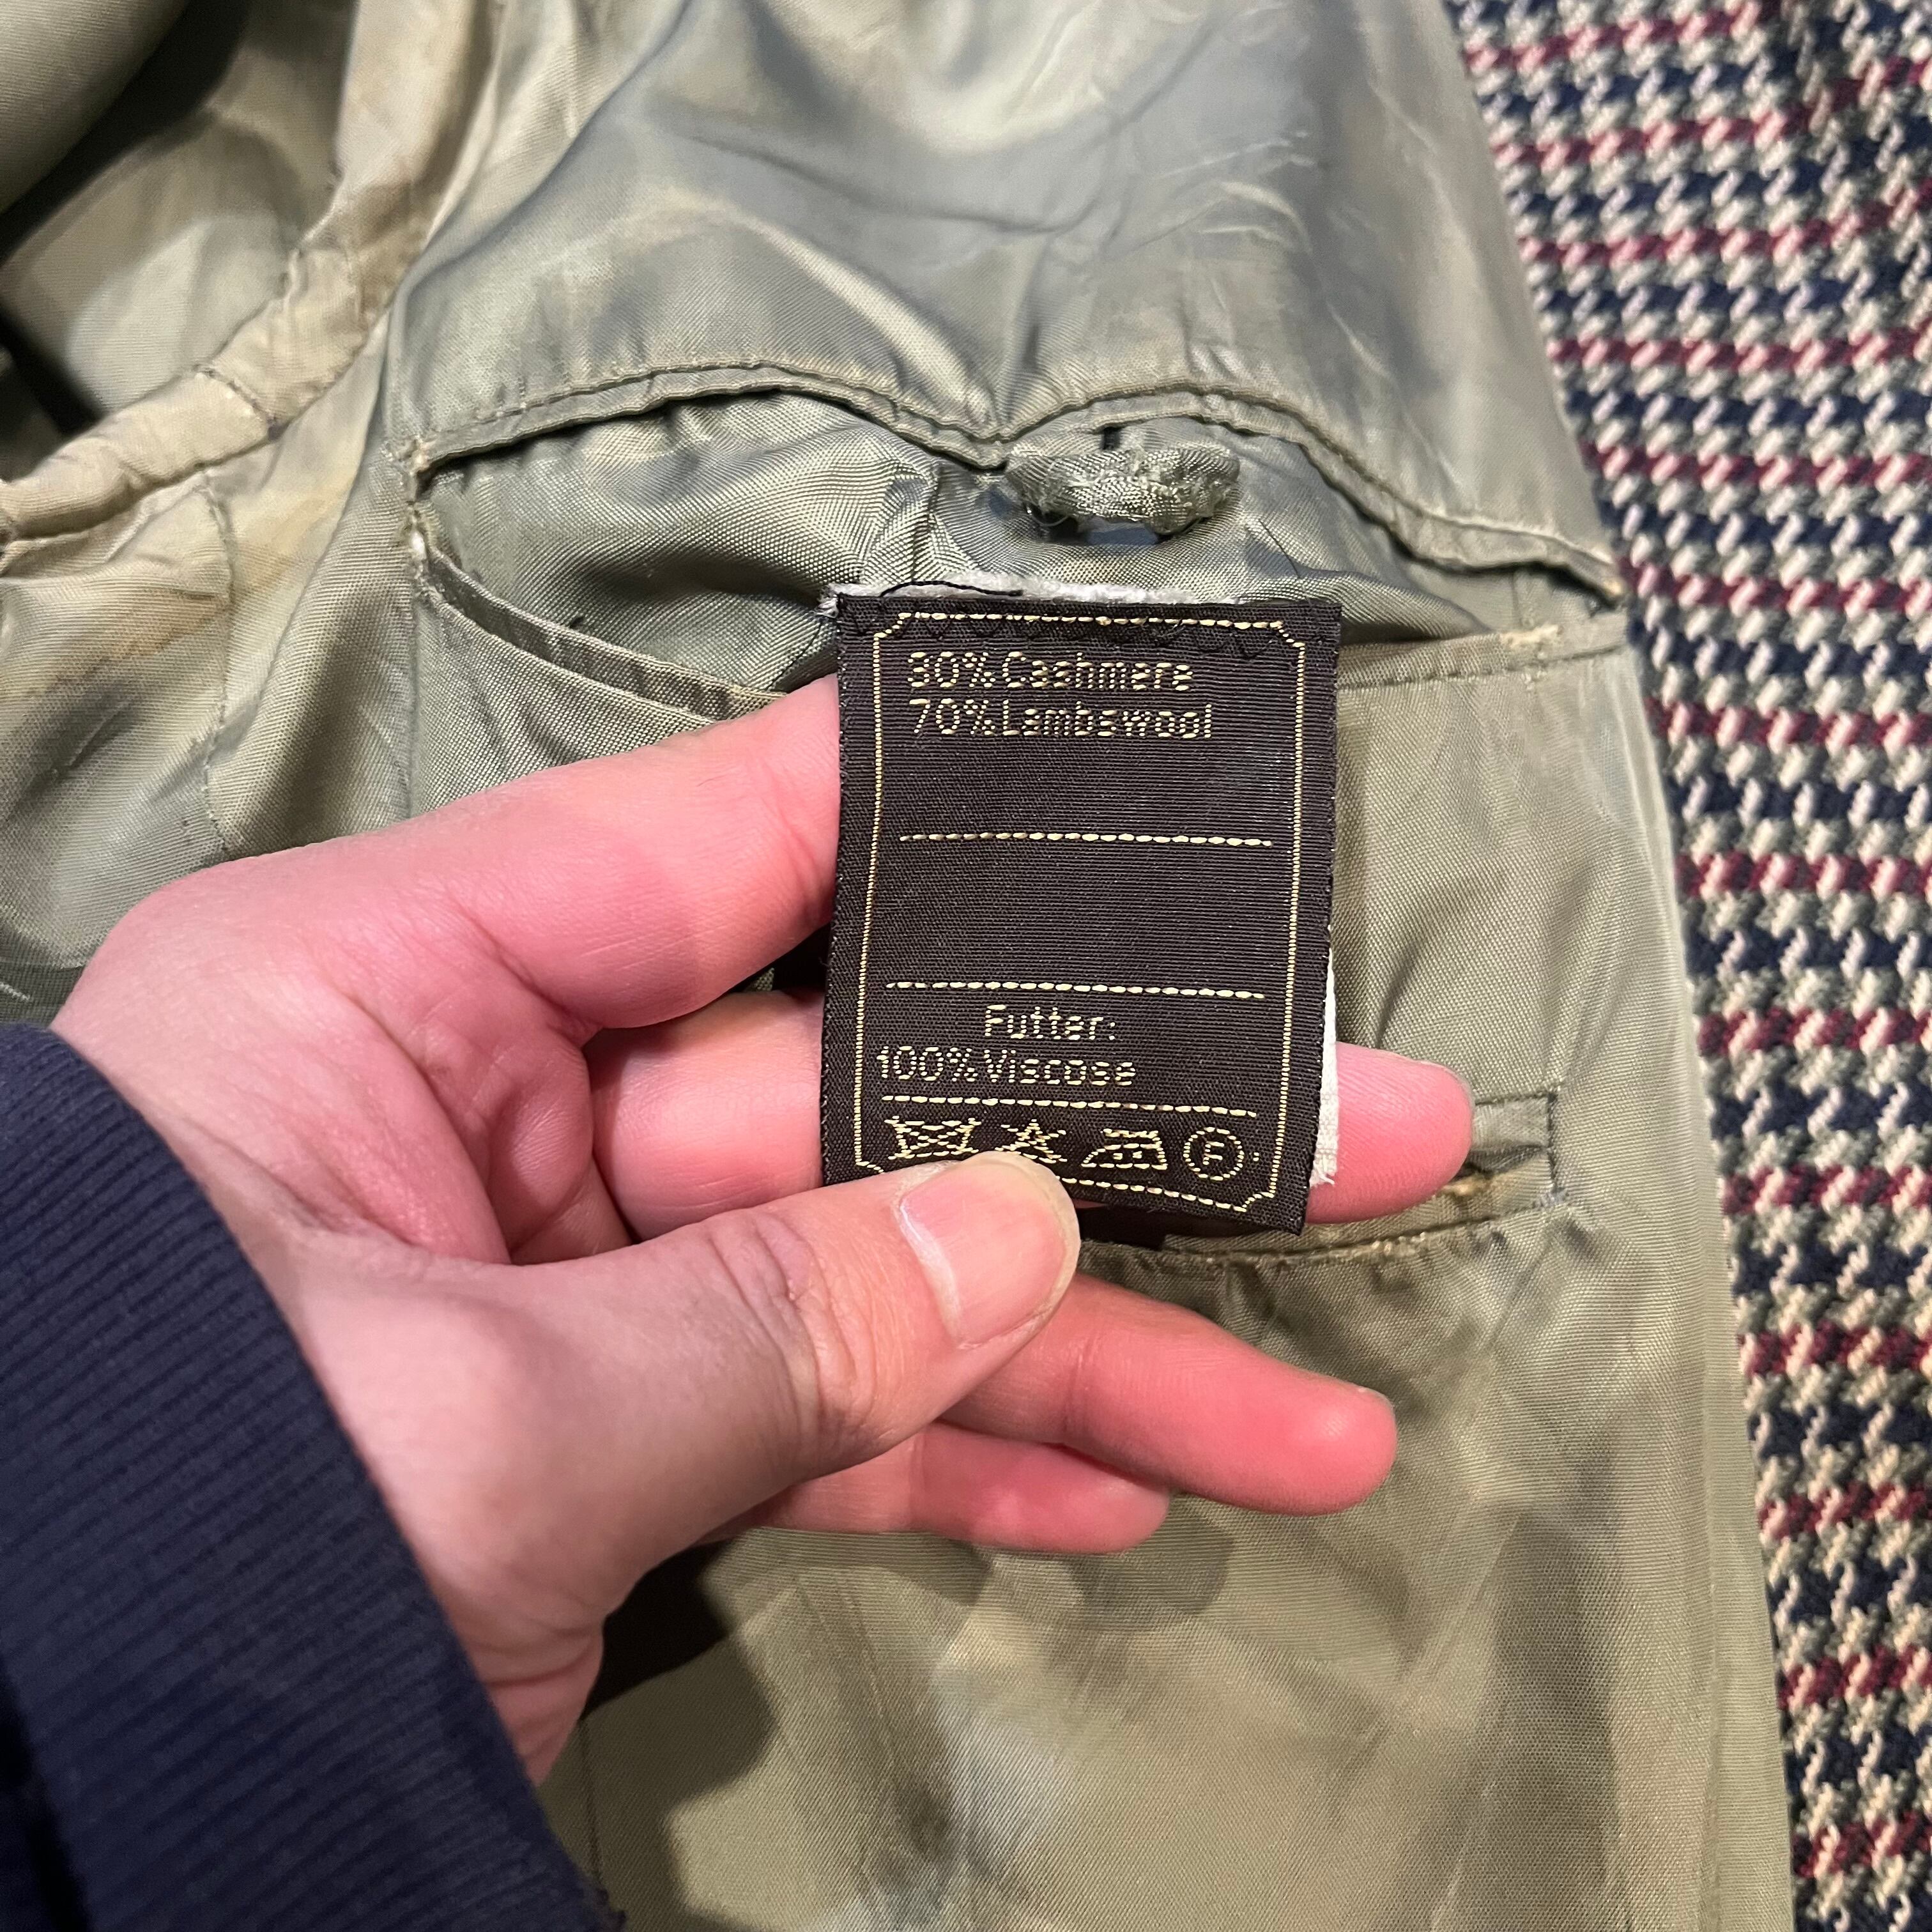 30% Cashmere
70% Lambswool
Futter:
100% Viscose
F